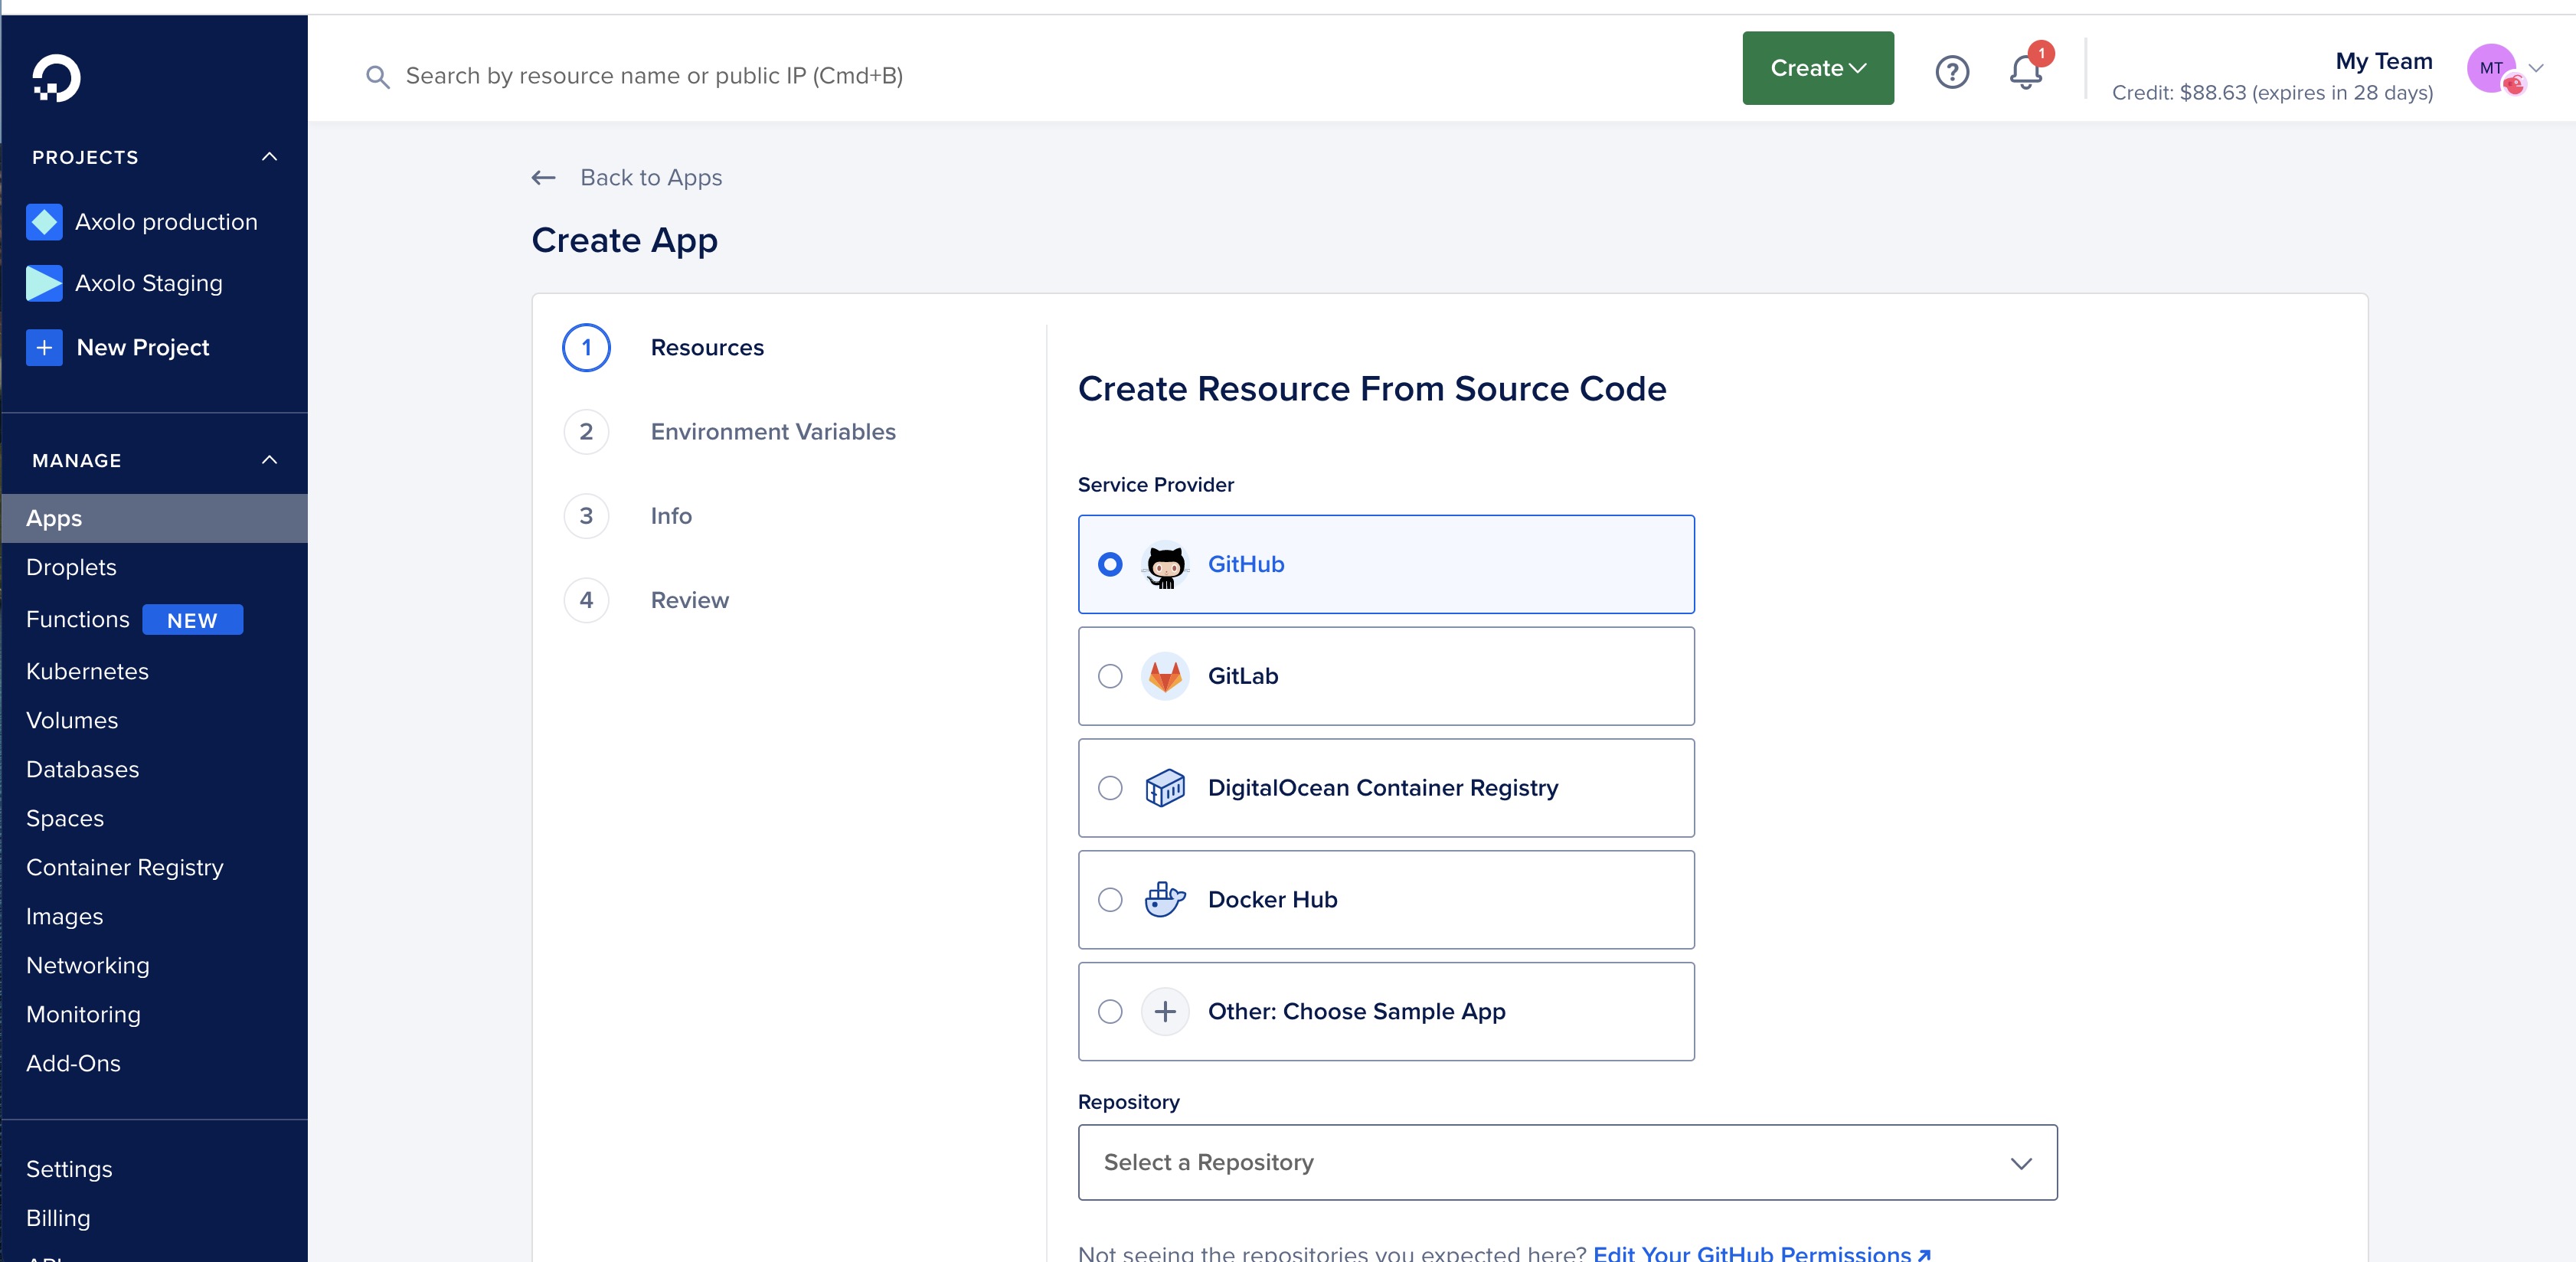 Search by resource name or public IP (Cmd+B)
Create
1
My Team
Credit: $88.63 (expires in 28 days)
MT
PROJECTS
Axolo production
Axolo Staging
New Project
MANAGE
Apps
Droplets
Functions NEW
Kubernetes
Volumes
Databases
Spaces
Container Registry
Images
Networking
Monitoring
Add-Ons
Settings
Billing
Back to Apps
Create App
1 Resources
2 Environment Variables
3 Info
4 Review
Create Resource From Source Code
Service Provider
GitHub
GitLab
DigitalOcean Container Registry
Docker Hub
Other: Choose Sample App
Repository
Select a Repository
Not seeing the repositories you expected here? Edit Your GitHub Permissions